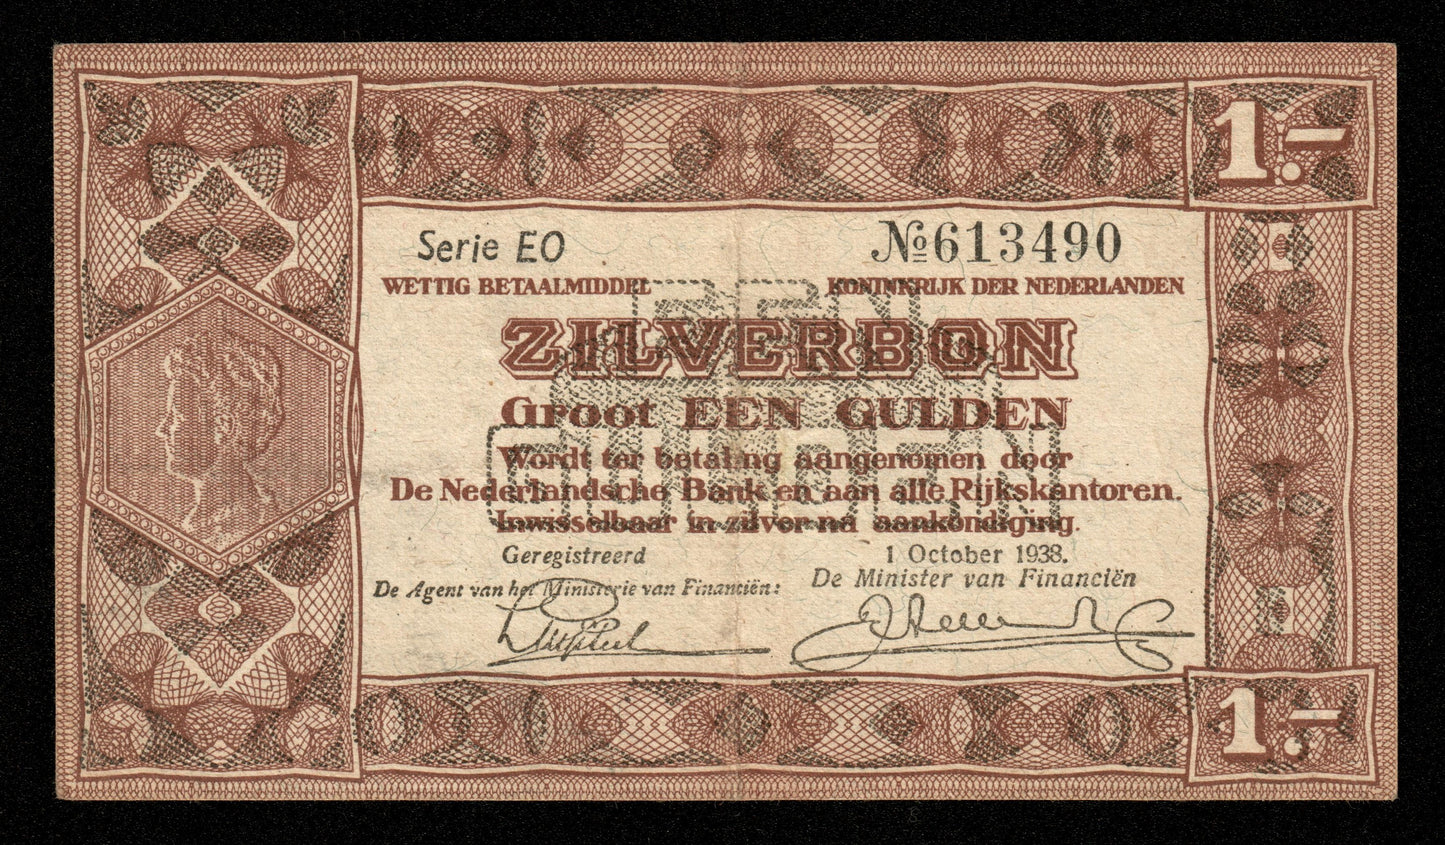 1.-
Serie EO
№613490
WETTIG BETAALMIDDEL
KONINKRIJK DER NEDERLANDEN
ZILVERBON
GROOT EEN GULDEN
Wordt ter betaling aangenomen door
De Nederlandsche Bank en aan alle Rijkskantoren.
Inwisselbaar in zilver na aankondiging.
EEN
GULDEN
Geregistreerd
1 October 1938.
De Agent van het Ministerie van Financiën:
De Minister van Financiën
1.-